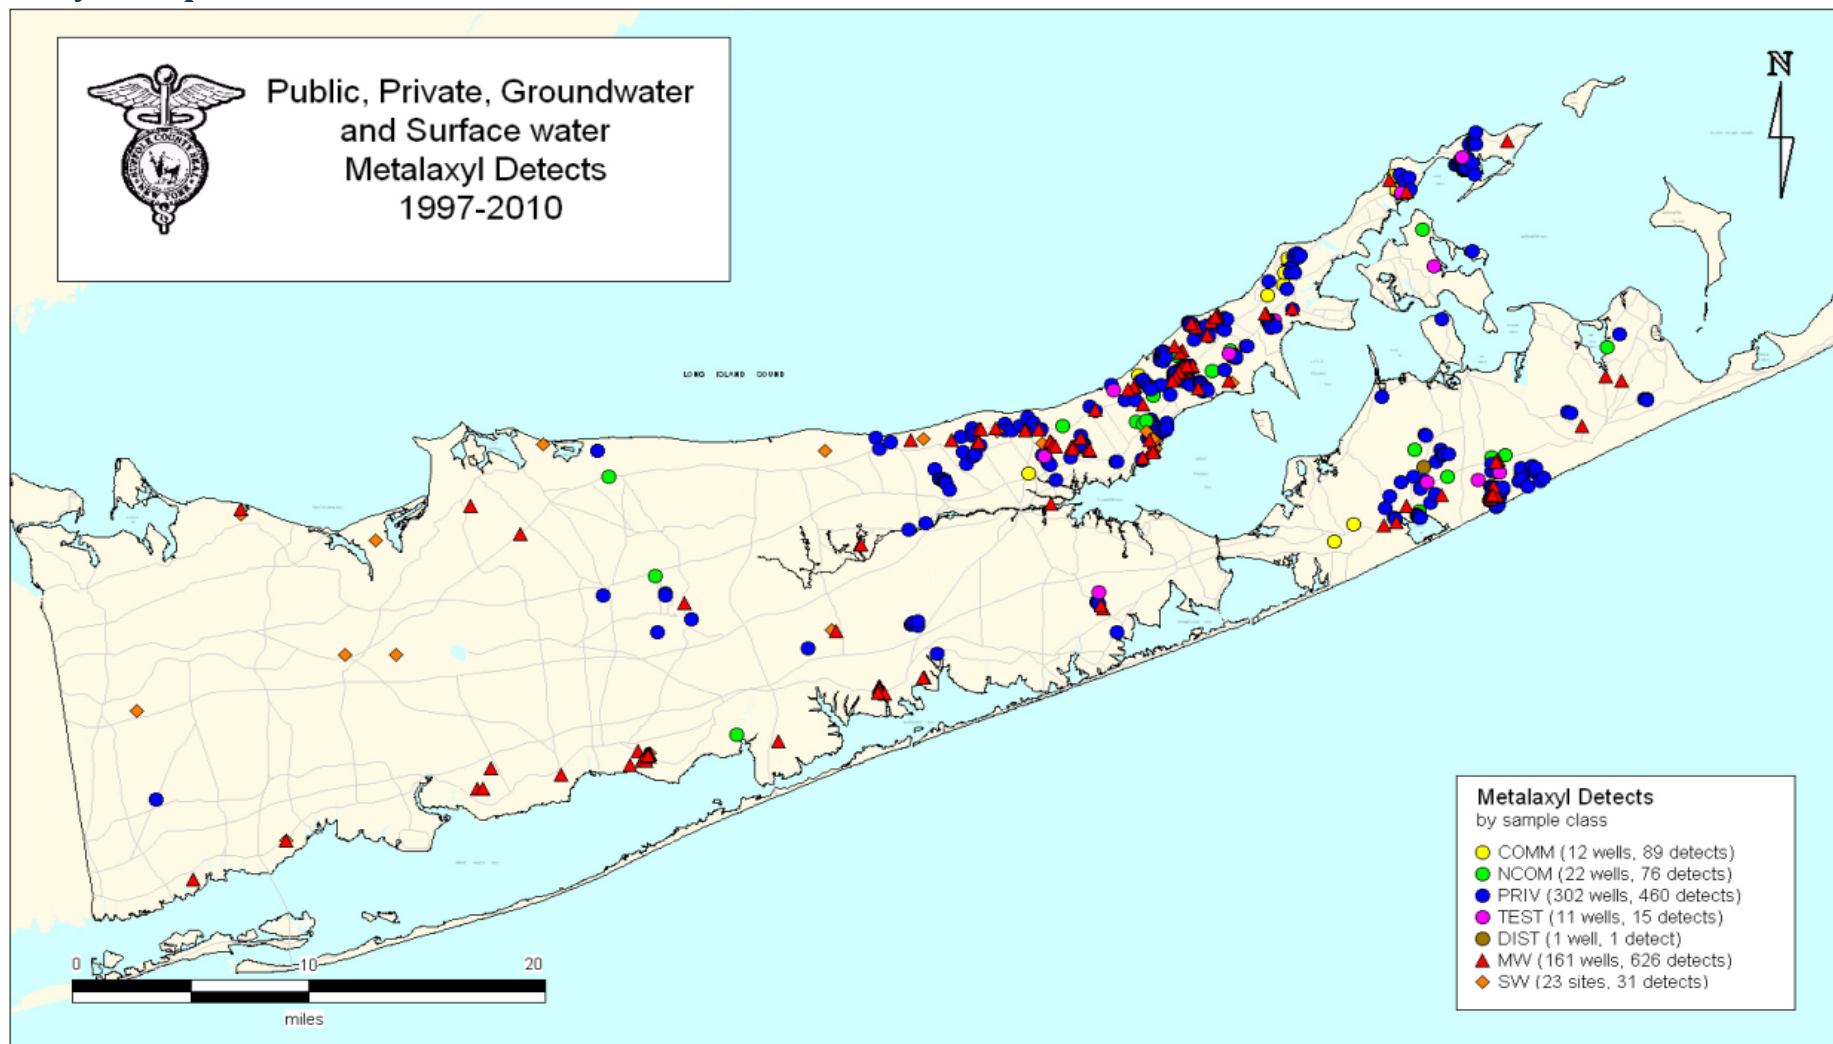 Public, Private, Groundwater
and Surface water
Metalaxyl Detects
1997-2010
N
LONG ISLAND SOUND
Metalaxyl Detects
by sample class
COMM (12 wells, 89 detects)
NCOM (22 wells, 76 detects)
PRIV (302 wells, 460 detects)
TEST (11 wells, 15 detects)
DIST (1 well, 1 detect)
MW (161 wells, 626 detects)
SW (23 sites, 31 detects)
0 10 20
miles